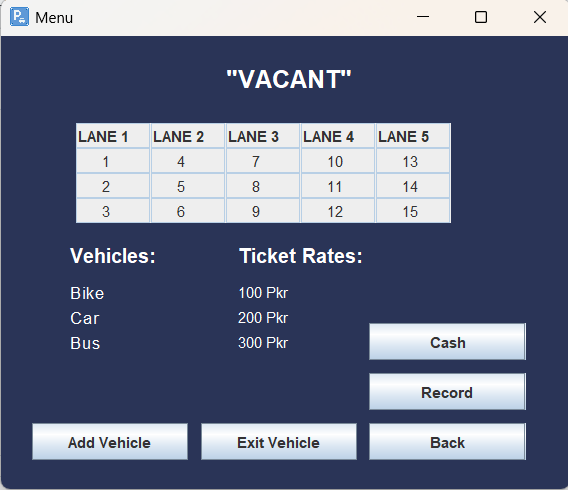 Menu
"VACANT"
LANE 1 LANE 2 LANE 3 LANE 4 LANE 5
1 4 7 10 13
2 5 8 11 14
3 6 9 12 15
Vehicles: Ticket Rates:
Bike 100 Pkr
Car 200 Pkr
Bus 300 Pkr
Cash
Record
Add Vehicle Exit Vehicle Back